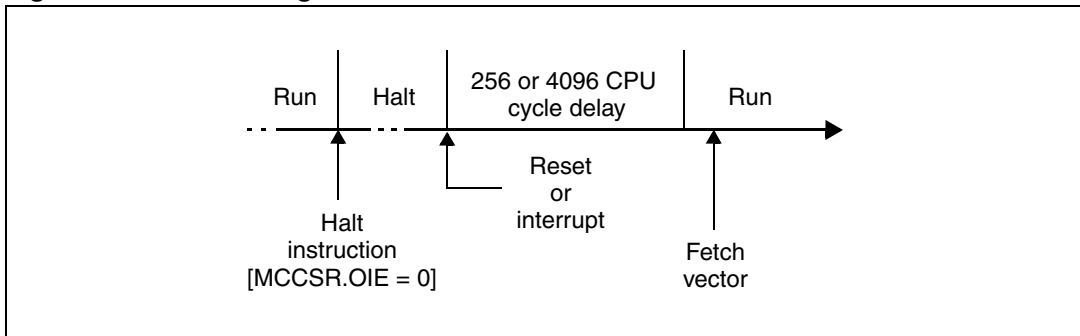 Run
Halt
256 or 4096 CPU
cycle delay
Run
Reset
or
interrupt
Halt
instruction
[MCCSR.OIE = 0]
Fetch
vector